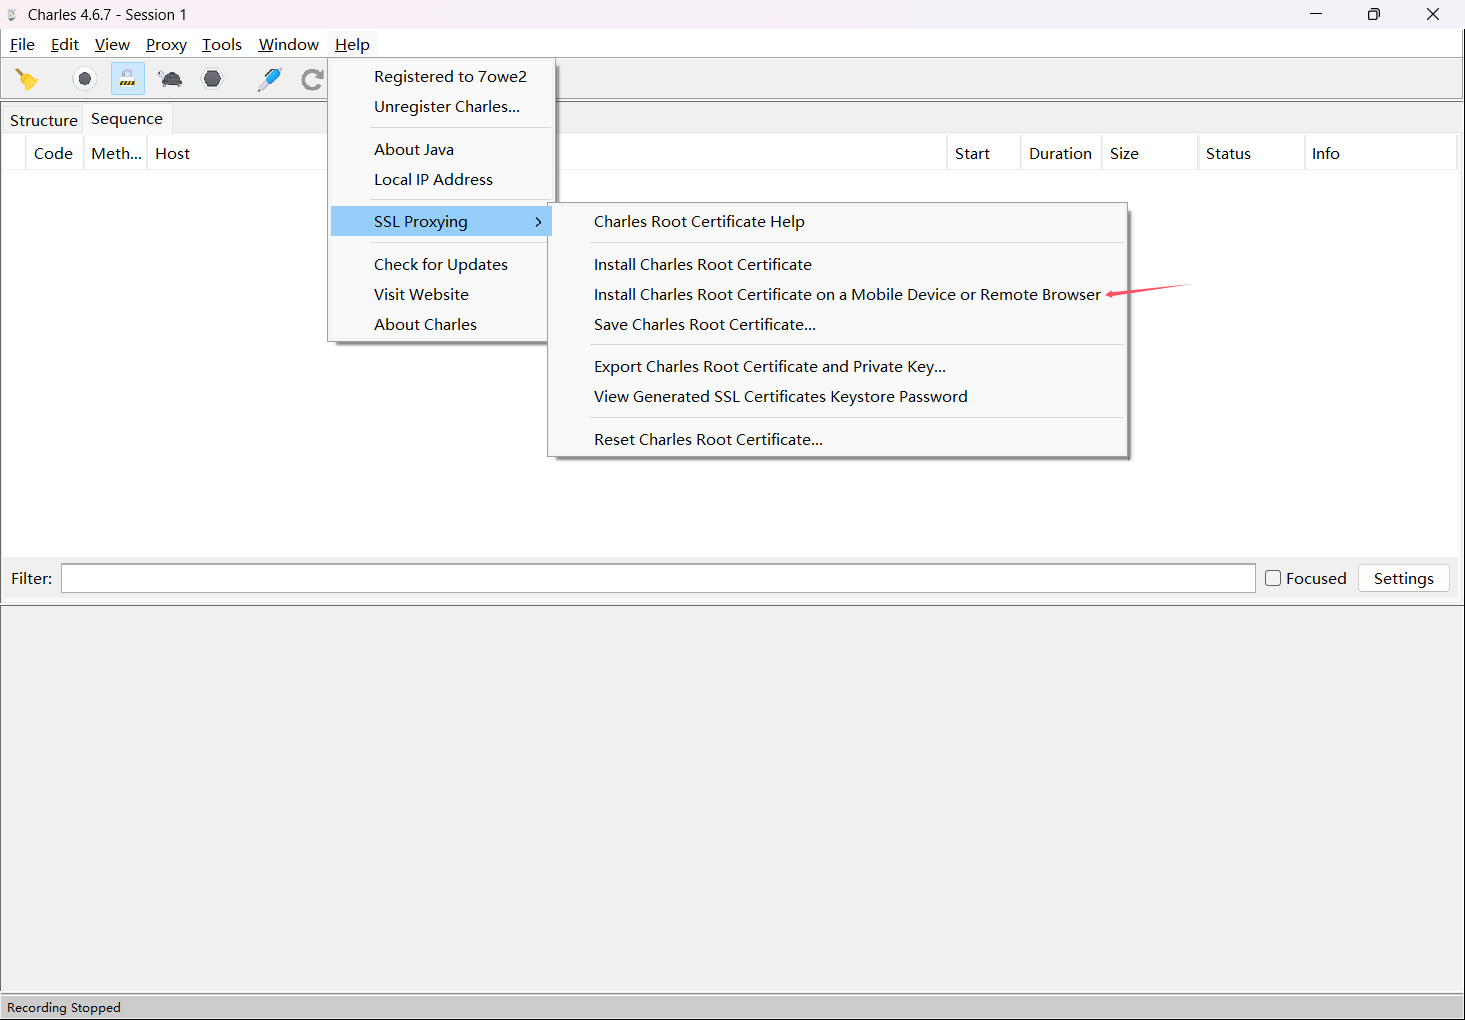 Charles 4.6.7 - Session 1
File Edit View Proxy Tools Window Help
Registered to 7owe2
Unregister Charles...
Structure Sequence
Code Meth... Host Start Duration Size Status Info
About Java
Local IP Address
SSL Proxying
Check for Updates
Visit Website
About Charles
Charles Root Certificate Help
Install Charles Root Certificate
Install Charles Root Certificate on a Mobile Device or Remote Browser
Save Charles Root Certificate...
Export Charles Root Certificate and Private Key...
View Generated SSL Certificates Keystore Password
Reset Charles Root Certificate...
Filter: Focused Settings
Recording Stopped